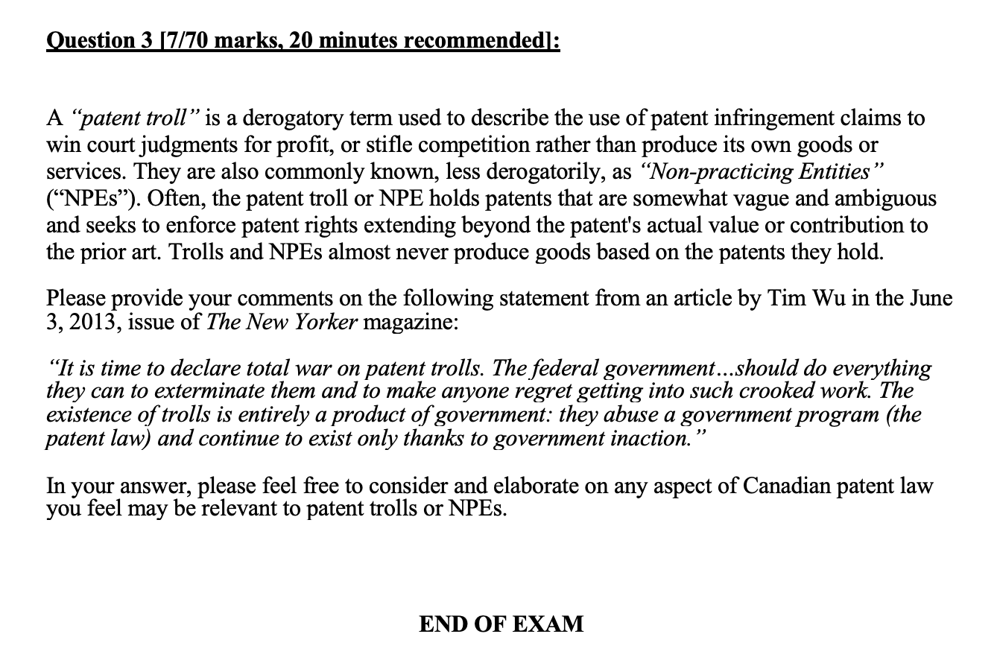 Question 3 [7/70 marks, 20 minutes recommended]:
A “patent troll” is a derogatory term used to describe the use of patent infringement claims to
win court judgments for profit, or stifle competition rather than produce its own goods or
services. They are also commonly known, less derogatorily, as “Non-practicing Entities”
(“NPEs”). Often, the patent troll or NPE holds patents that are somewhat vague and ambiguous
and seeks to enforce patent rights extending beyond the patent's actual value or contribution to
the prior art. Trolls and NPEs almost never produce goods based on the patents they hold.
Please provide your comments on the following statement from an article by Tim Wu in the June
3, 2013, issue of The New Yorker magazine:
“It is time to declare total war on patent trolls. The federal government…should do everything
they can to exterminate them and to make anyone regret getting into such crooked work. The
existence of trolls is entirely a product of government: they abuse a government program (the
patent law) and continue to exist only thanks to government inaction.”
In your answer, please feel free to consider and elaborate on any aspect of Canadian patent law
you feel may be relevant to patent trolls or NPEs.
END OF EXAM